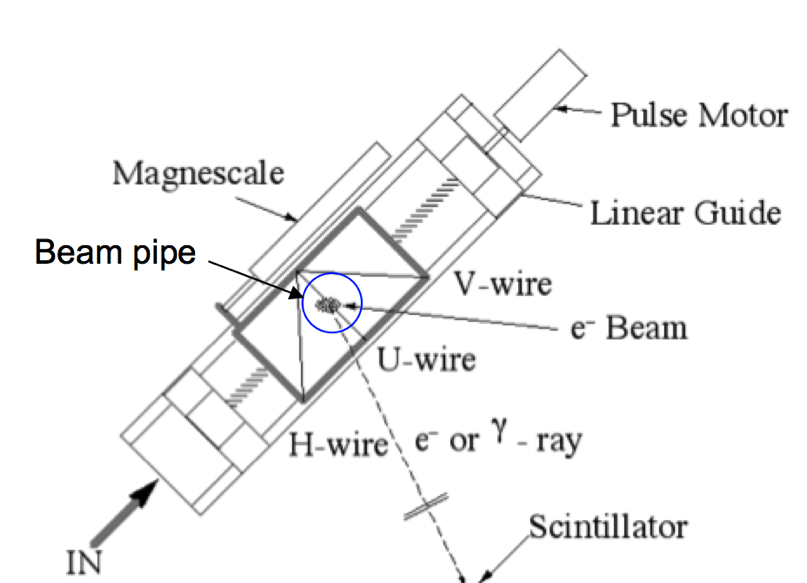 Pulse Motor
Magnescale
Linear Guide
Beam pipe
V-wire
e⁻ Beam
U-wire
H-wire
e⁻ or γ - ray
Scintillator
IN